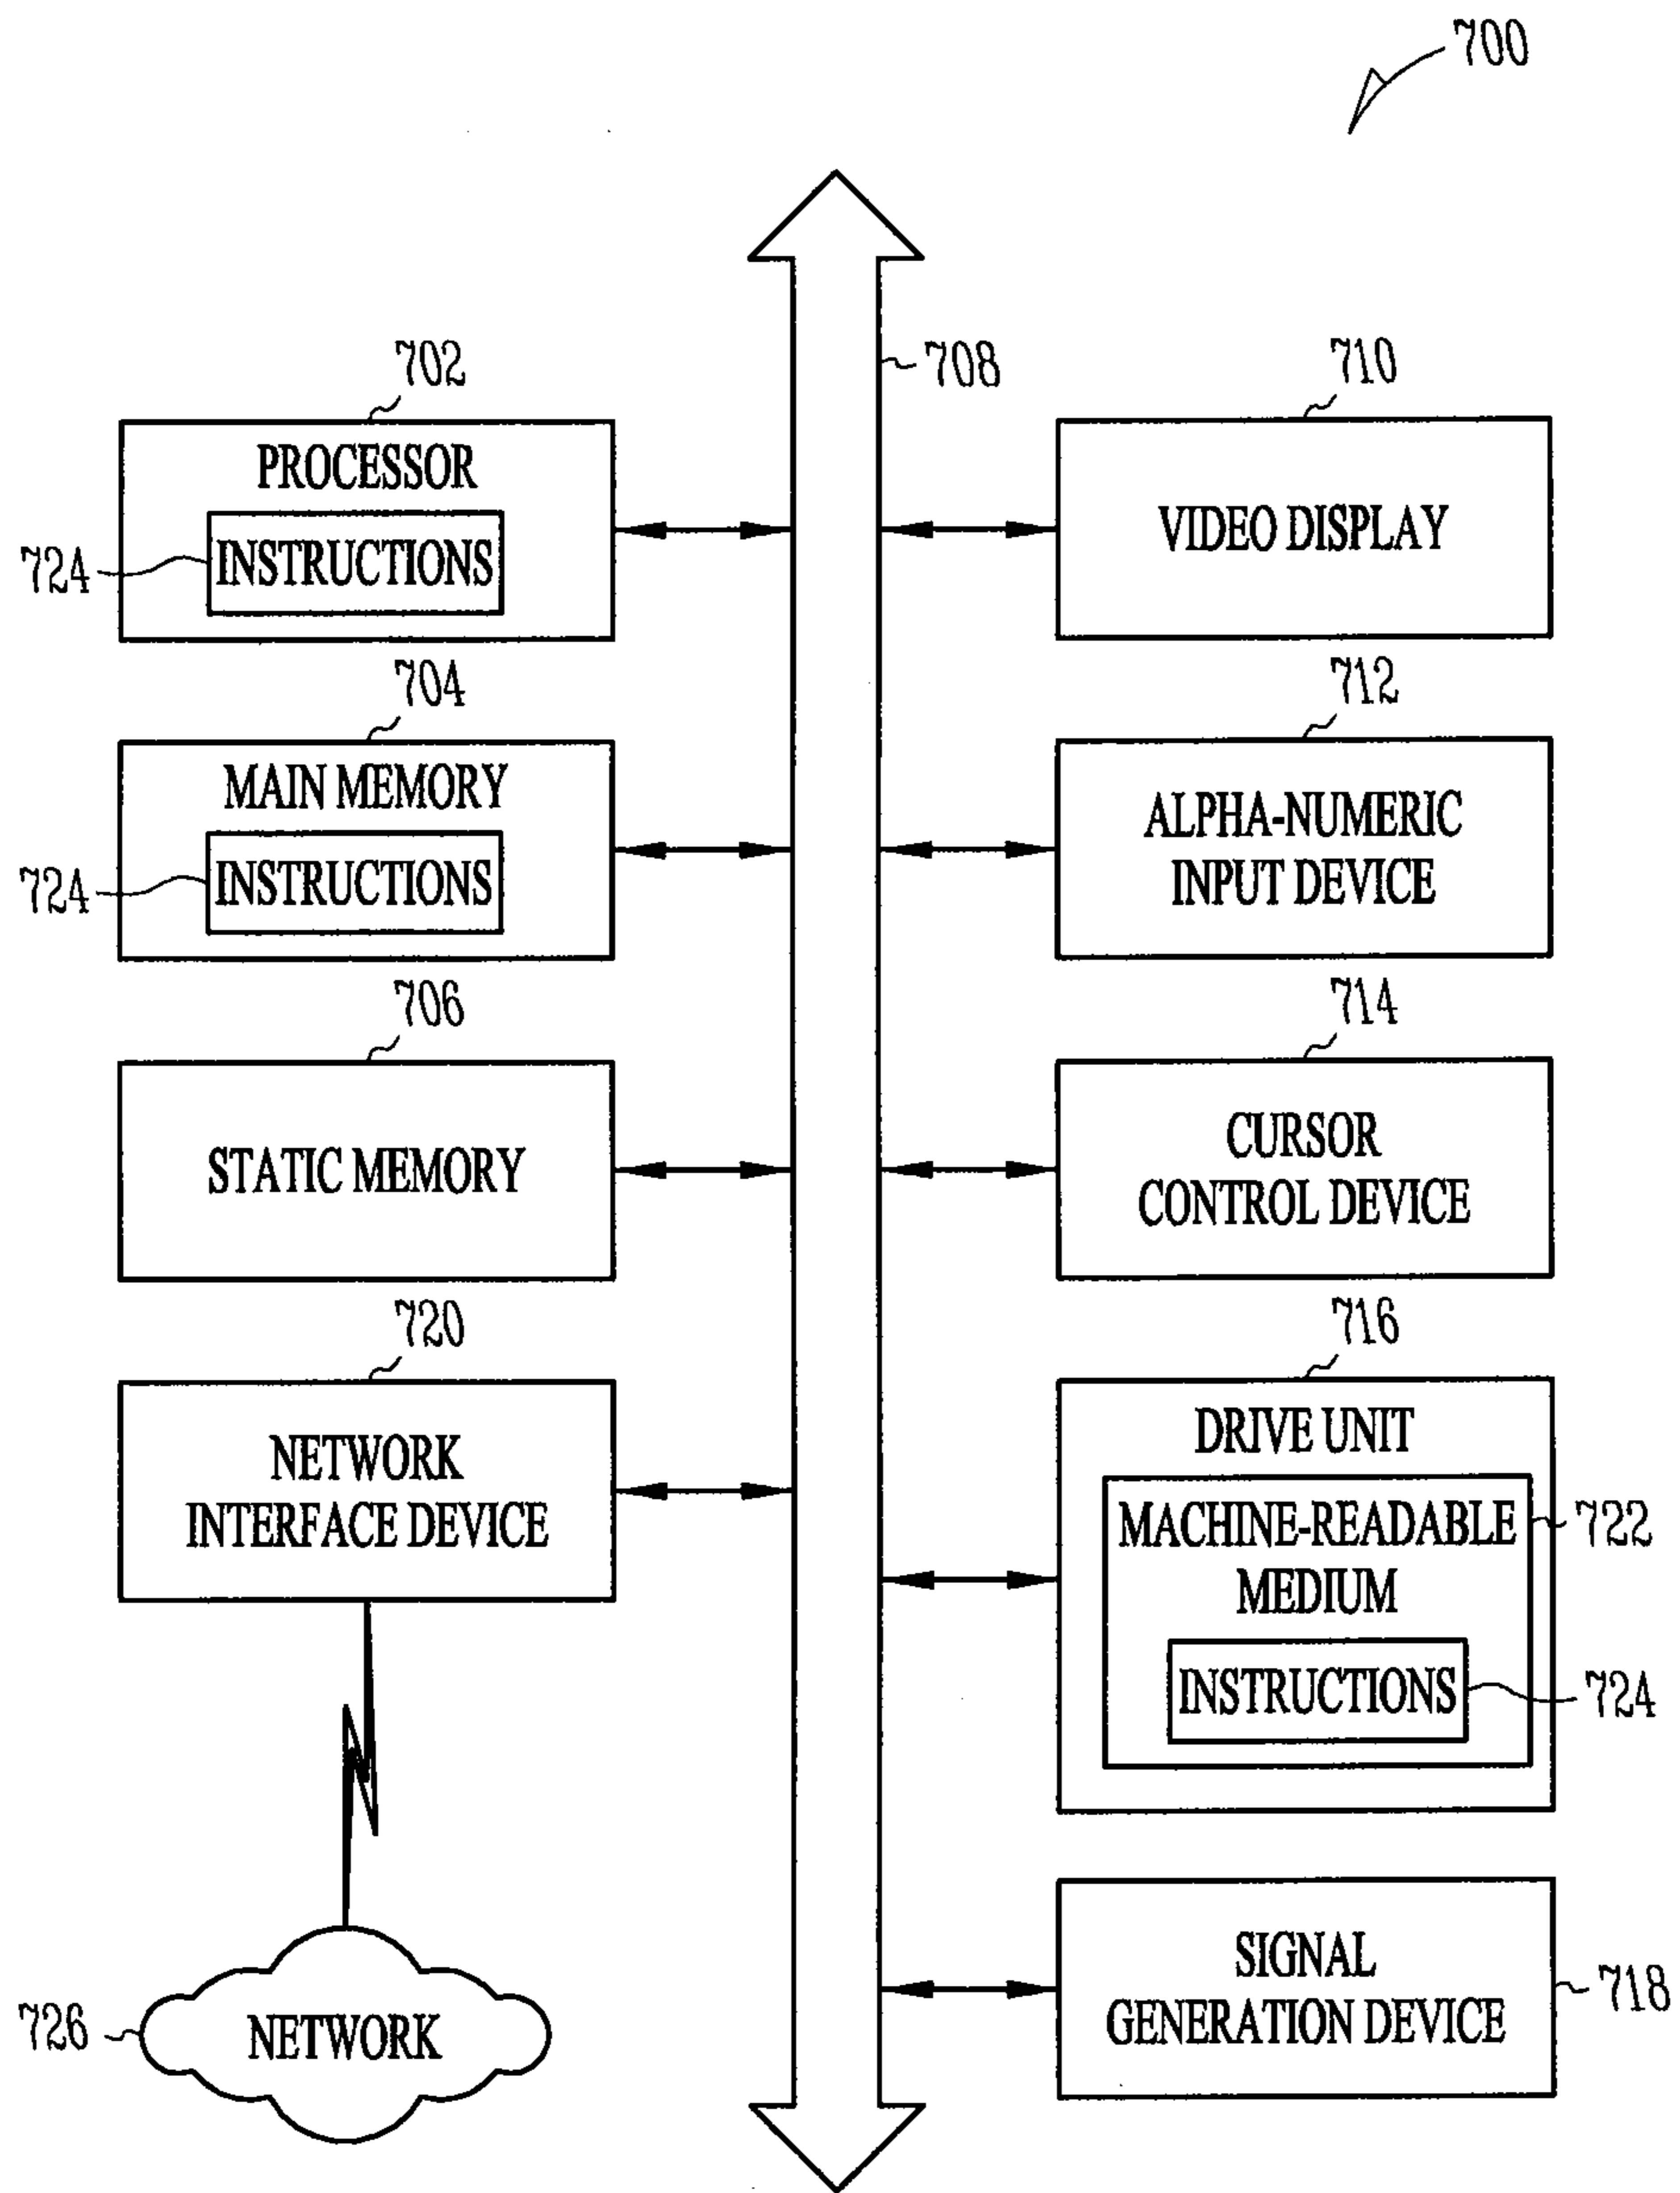 700
708
702
PROCESSOR
724
INSTRUCTIONS
704
MAIN MEMORY
724
INSTRUCTIONS
706
STATIC MEMORY
720
NETWORK
INTERFACE DEVICE
726
NETWORK
710
VIDEO DISPLAY
712
ALPHA-NUMERIC
INPUT DEVICE
714
CURSOR
CONTROL DEVICE
716
DRIVE UNIT
MACHINE-READABLE
MEDIUM
722
INSTRUCTIONS
724
SIGNAL
GENERATION DEVICE
718